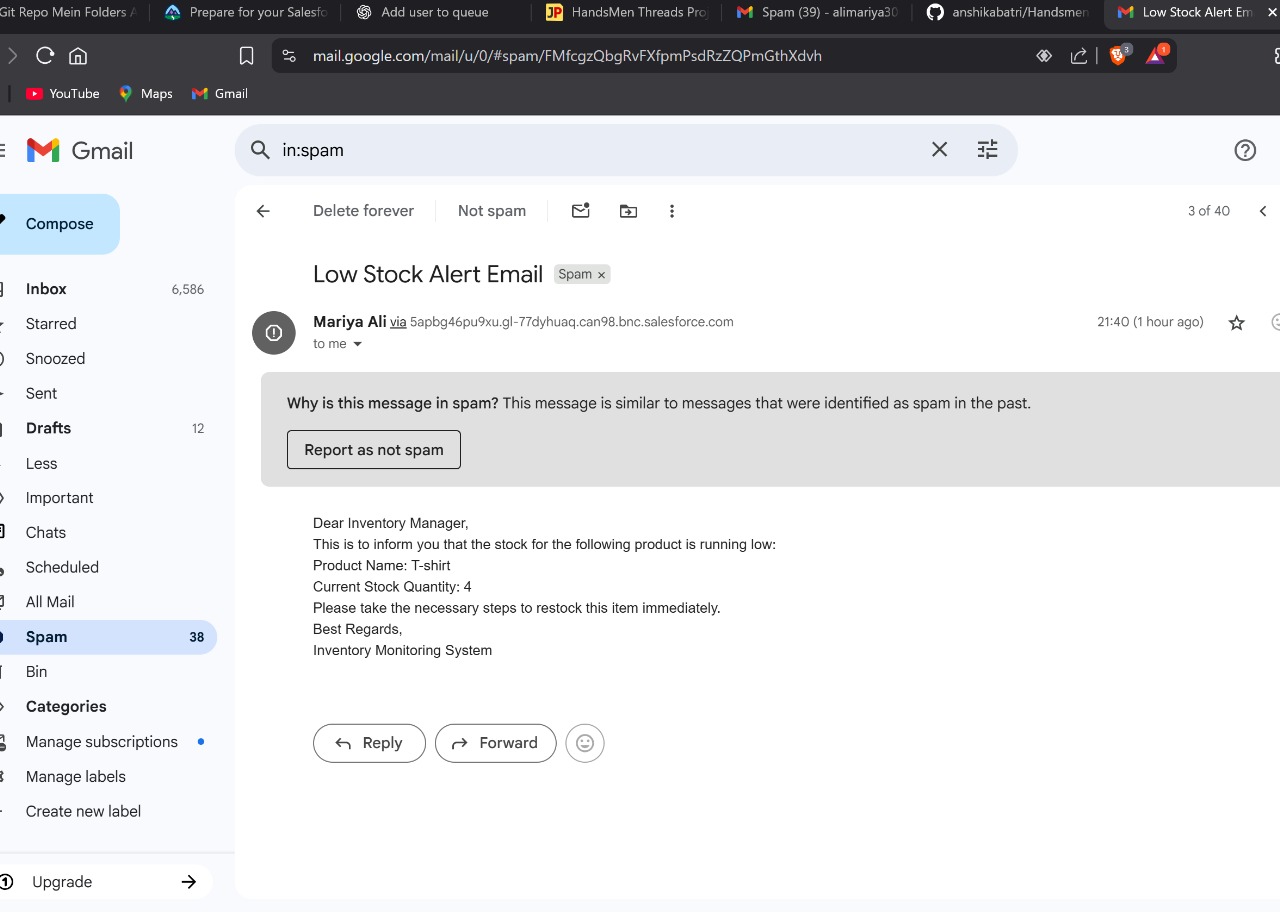 Git Repo Mein Folders A
Prepare for your Salesfo
Add user to queue
HandsMen Threads Proj
Spam (39) - alimariya30
anshikabatri/Handsmen
Low Stock Alert Em
mail.google.com/mail/u/0/#spam/FMfcgzQbgRvFXfpmPsdRzZQPmGthXdvh
3
1
YouTube
Maps
Gmail
Gmail
in:spam
Compose
Delete forever
Not spam
3 of 40
Low Stock Alert Email
Spam ×
Inbox 6,586
Starred
Snoozed
Sent
Drafts 12
Less
Important
Chats
Scheduled
All Mail
Spam 38
Bin
Categories
Manage subscriptions
Manage labels
Create new label
Upgrade
Mariya Ali via 5apbg46pu9xu.gl-77dyhuaq.can98.bnc.salesforce.com
21:40 (1 hour ago)
to me
Why is this message in spam? This message is similar to messages that were identified as spam in the past.
Report as not spam
Dear Inventory Manager,
This is to inform you that the stock for the following product is running low:
Product Name: T-shirt
Current Stock Quantity: 4
Please take the necessary steps to restock this item immediately.
Best Regards,
Inventory Monitoring System
Reply
Forward